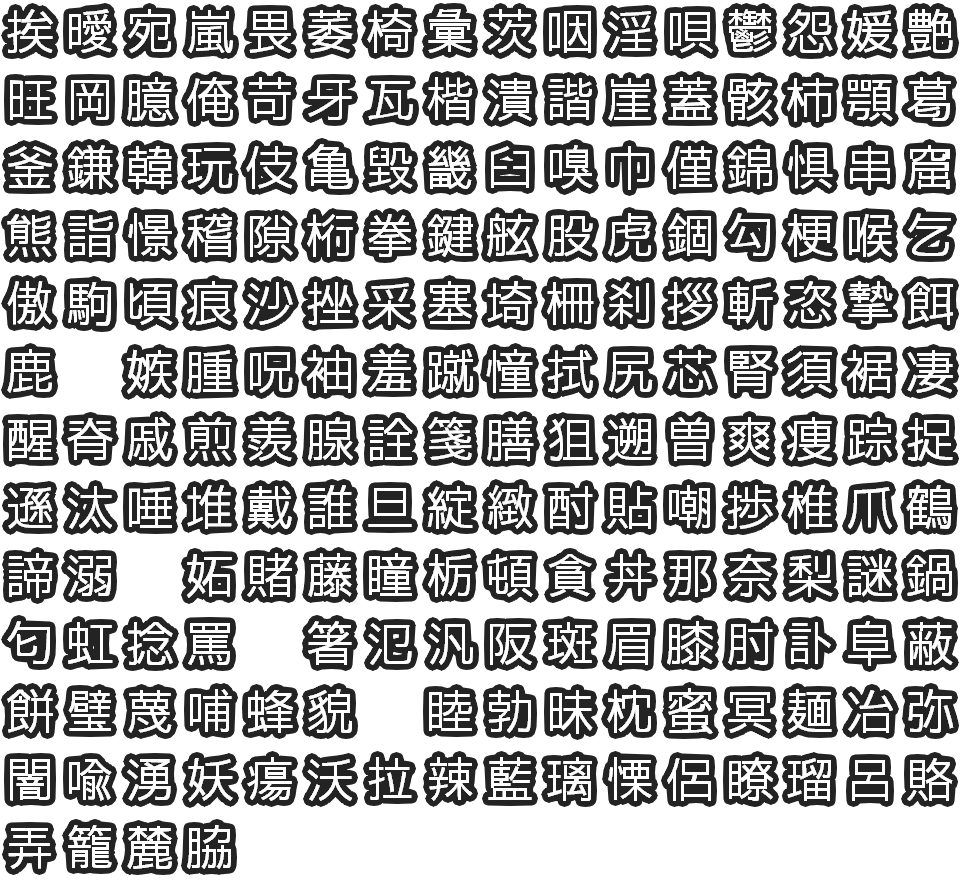 挨曖宛嵐畏萎椅彙茨咽淫唄鬱怨媛艶
旺岡臆俺苛牙瓦楷潰諧崖蓋骸柿顎葛
釜鎌韓玩伎亀毀畿臼嗅巾僅錦惧串窟
熊詣憬稽隙桁拳鍵舷股虎錮勾梗喉乞
傲駒頃痕沙挫采塞埼柵刹拶斬恣摯餌
鹿　嫉腫呪袖羞蹴憧拭尻芯腎須裾凄
醒脊戚煎羨腺詮箋膳狙遡曽爽痩踪捉
遜汰唾堆戴誰旦綻緻酎貼嘲捗椎爪鶴
諦溺　妬賭藤瞳栃頓貪丼那奈梨謎鍋
匂虹捻罵　箸氾汎阪斑眉膝肘訃阜蔽
餅璧蔑哺蜂貌　睦勃昧枕蜜冥麺冶弥
闇喩湧妖瘍沃拉辣藍璃慄侶瞭瑠呂賂
弄籠麓脇